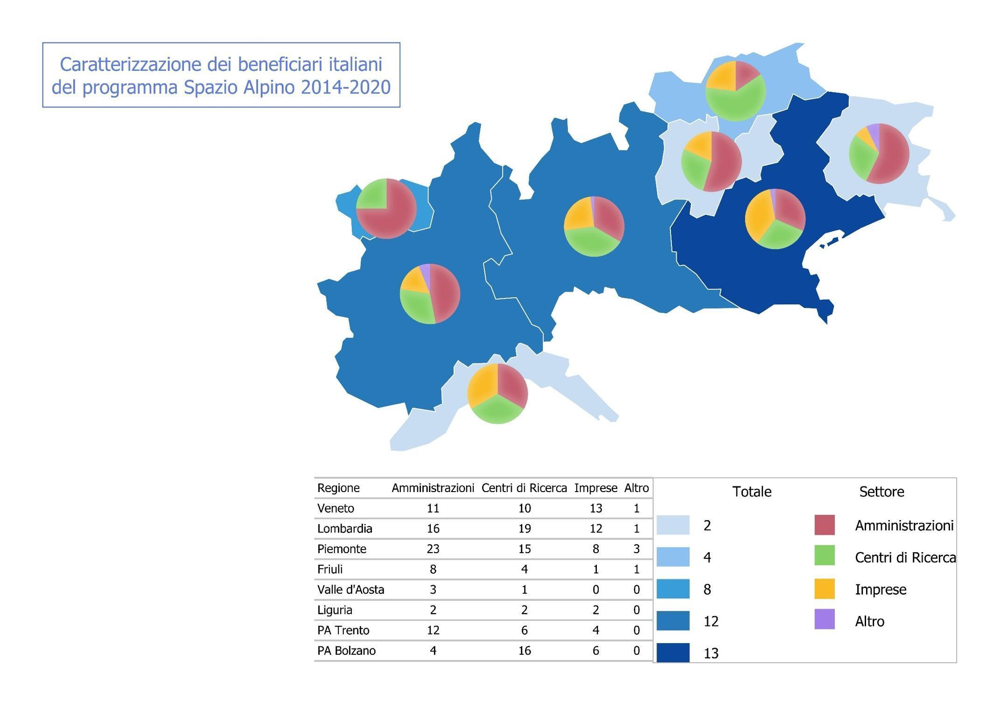 Caratterizzazione dei beneficiari italiani
del programma Spazio Alpino 2014-2020
Regione Amministrazioni Centri di Ricerca Imprese Altro
Veneto 11 10 13 1
Lombardia 16 19 12 1
Piemonte 23 15 8 3
Friuli 8 4 1 1
Valle d'Aosta 3 1 0 0
Liguria 2 2 2 0
PA Trento 12 6 4 0
PA Bolzano 4 16 6 0
Totale Settore
2 Amministrazioni
4 Centri di Ricerca
8 Imprese
12 Altro
13